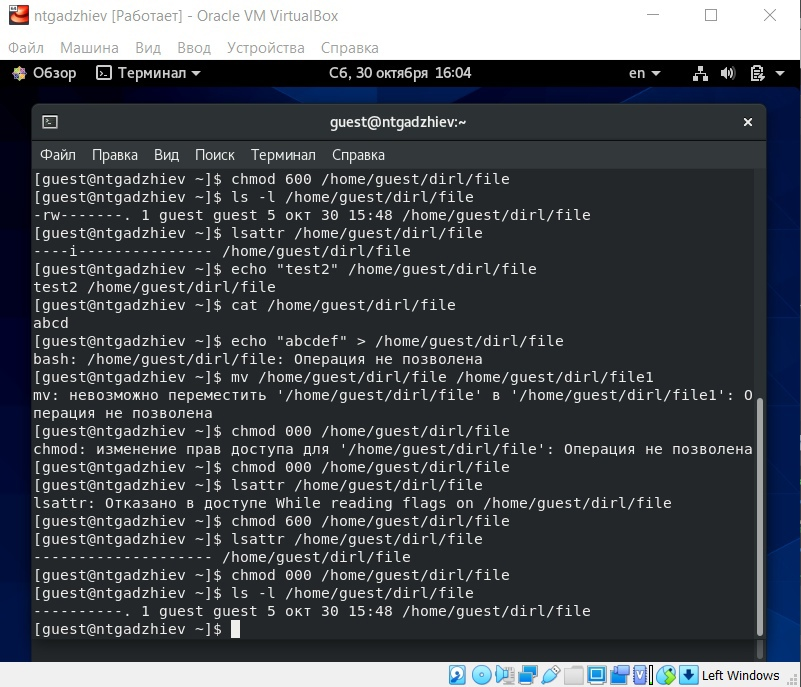 ntgadzhiev [Работает] - Oracle VM VirtualBox
Файл Машина Вид Ввод Устройства Справка
Обзор Терминал Сб, 30 октября 16:04 en
guest@ntgadzhiev:~
Файл Правка Вид Поиск Терминал Справка
[guest@ntgadzhiev ~]$ chmod 600 /home/guest/dirl/file
[guest@ntgadzhiev ~]$ ls -l /home/guest/dirl/file
-rw-------. 1 guest guest 5 окт 30 15:48 /home/guest/dirl/file
[guest@ntgadzhiev ~]$ lsattr /home/guest/dirl/file
----i--------------- /home/guest/dirl/file
[guest@ntgadzhiev ~]$ echo "test2" /home/guest/dirl/file
test2 /home/guest/dirl/file
[guest@ntgadzhiev ~]$ cat /home/guest/dirl/file
abcd
[guest@ntgadzhiev ~]$ echo "abcdef" > /home/guest/dirl/file
bash: /home/guest/dirl/file: Операция не позволена
[guest@ntgadzhiev ~]$ mv /home/guest/dirl/file /home/guest/dirl/file1
mv: невозможно переместить '/home/guest/dirl/file' в '/home/guest/dirl/file1': О
перация не позволена
[guest@ntgadzhiev ~]$ chmod 000 /home/guest/dirl/file
chmod: изменение прав доступа для '/home/guest/dirl/file': Операция не позволена
[guest@ntgadzhiev ~]$ chmod 000 /home/guest/dirl/file
[guest@ntgadzhiev ~]$ lsattr /home/guest/dirl/file
lsattr: Отказано в доступе While reading flags on /home/guest/dirl/file
[guest@ntgadzhiev ~]$ chmod 600 /home/guest/dirl/file
[guest@ntgadzhiev ~]$ lsattr /home/guest/dirl/file
-------------------- /home/guest/dirl/file
[guest@ntgadzhiev ~]$ chmod 000 /home/guest/dirl/file
[guest@ntgadzhiev ~]$ ls -l /home/guest/dirl/file
----------. 1 guest guest 5 окт 30 15:48 /home/guest/dirl/file
[guest@ntgadzhiev ~]$
Left Windows